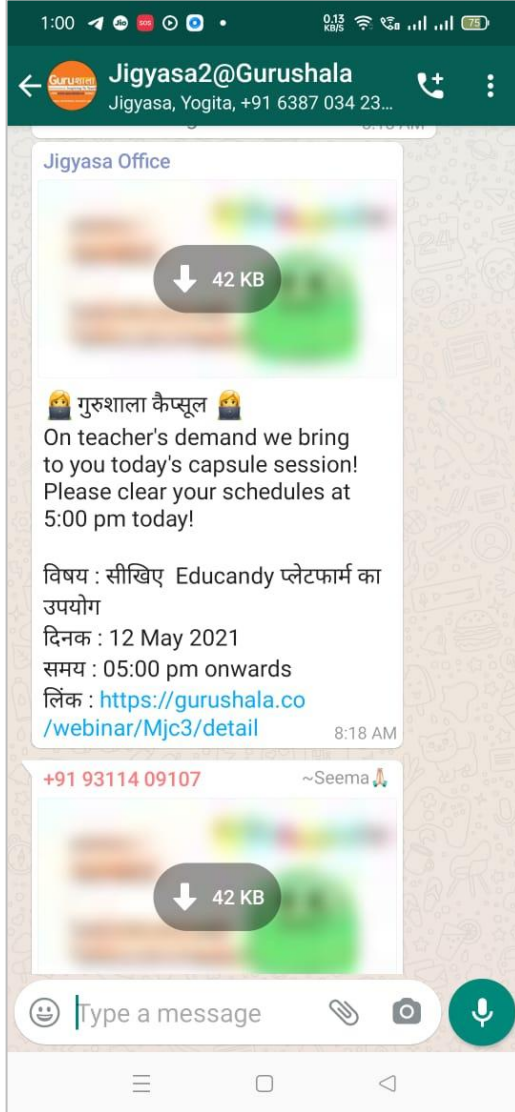 1:00
Jio
SOS
0.13
KB/S
75
GURUशाला
Jigyasa2@Gurushala
Jigyasa, Yogita, +91 6387 034 23...
Jigyasa Office
42 KB
गुरुशाला कैप्सूल
On teacher's demand we bring
to you today's capsule session!
Please clear your schedules at
5:00 pm today!
विषय : सीखिए Educandy प्लेटफार्म का
उपयोग
दिनक : 12 May 2021
समय : 05:00 pm onwards
लिंक : https://gurushala.co
/webinar/Mjc3/detail
8:18 AM
+91 93114 09107
~Seema🙏🏻
42 KB
Type a message